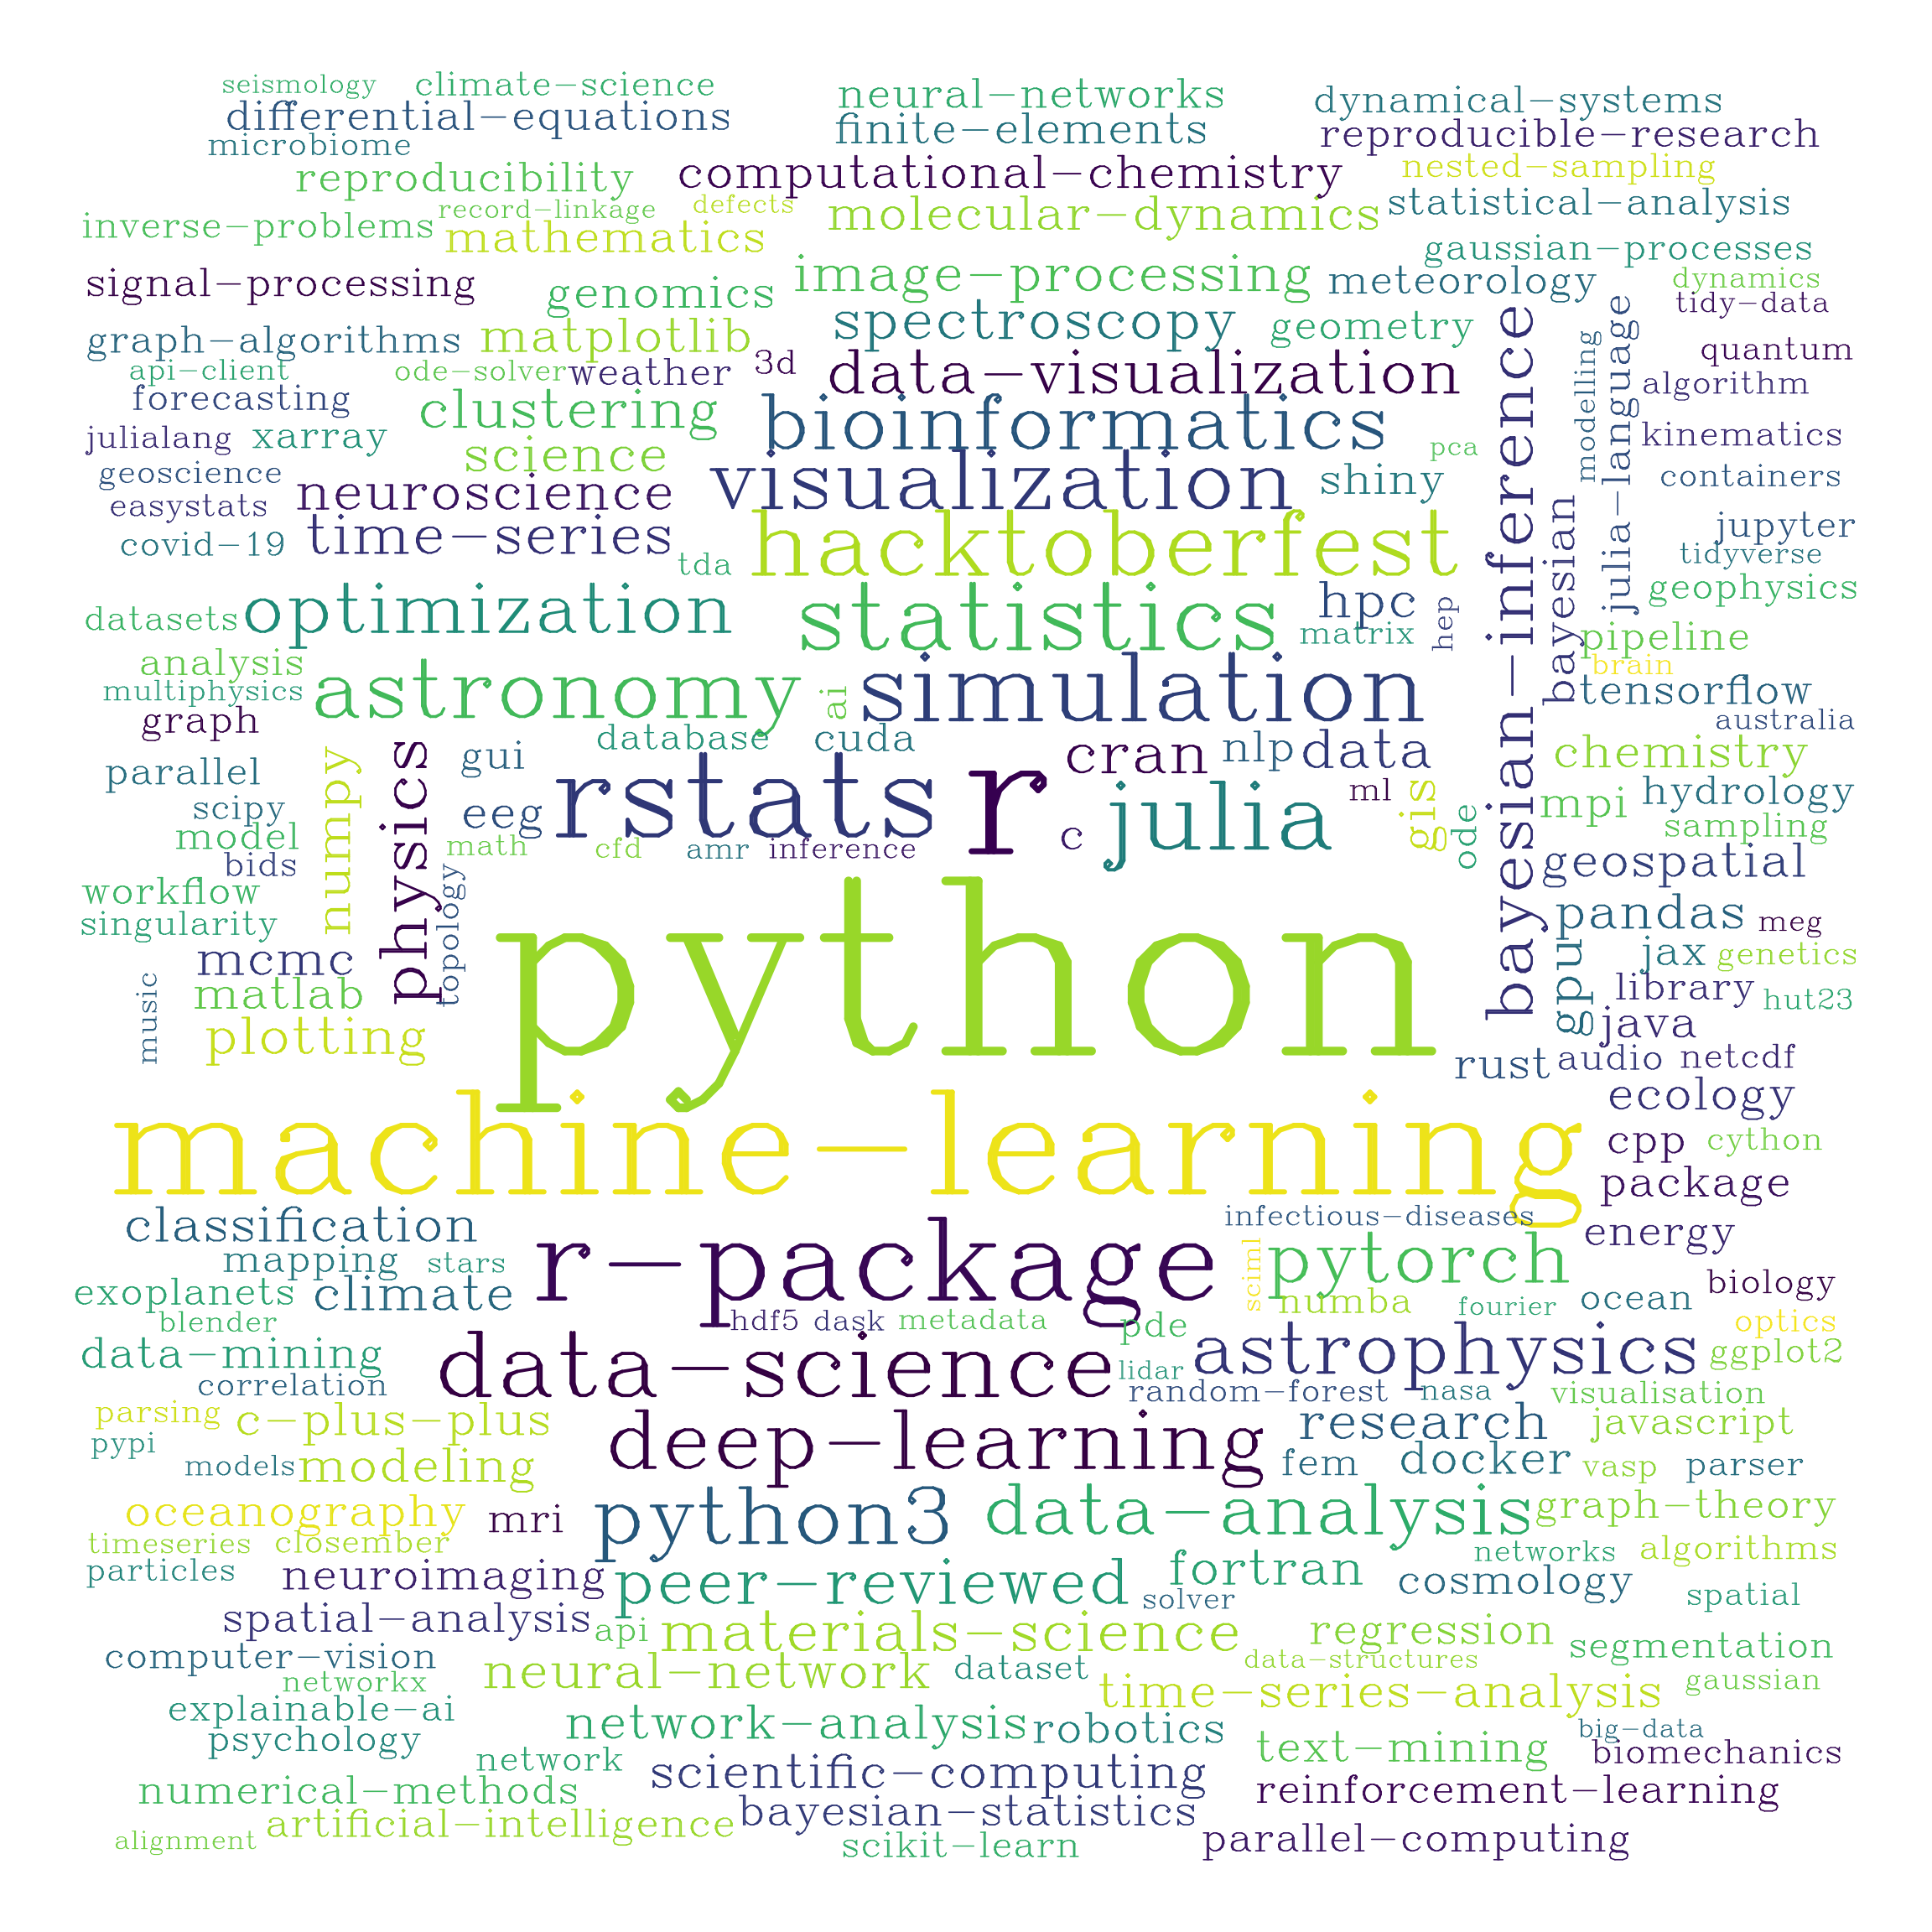 seismology climate-science neural-networks dynamical-systems
differential-equations finite-elements reproducible-research
microbiome computational-chemistry nested-sampling
reproducibility record-linkage defects molecular-dynamics statistical-analysis
inverse-problems mathematics gaussian-processes
signal-processing genomics image-processing meteorology dynamics
tidy-data
graph-algorithms matplotlib spectroscopy geometry quantum
api-client ode-solver weather 3d data-visualization algorithm
forecasting clustering bioinformatics modelling julia-language
julialang xarray science pca kinematics
geoscience neuroscience visualization shiny containers
easystats time-series hacktoberfest bayesian-inference bayesian jupyter
covid-19 tda tidyverse
datasets optimization statistics hpc hep geophysics
matrix pipeline
analysis astronomy ai simulation brain
multiphysics tensorflow
graph database cuda cran nlp data australia
parallel numpy physics gui rstats r julia ml gis chemistry
scipy eeg c ode mpi hydrology
model math cfd amr inference sampling
bids topology geospatial
workflow python pandas meg
singularity
mcmc gpu jax genetics
matlab library hut23
music plotting java
rust audio netcdf
machine-learning ecology
cpp cython
package
classification r-package infectious-diseases energy
mapping stars sciml pytorch
exoplanets climate numba fourier ocean biology
blender hdf5 dask metadata pde optics
data-mining data-science lidar astrophysics ggplot2
correlation random-forest nasa visualisation
parsing c-plus-plus deep-learning research javascript
pypi models modeling fem docker vasp parser
oceanography mri python3 data-analysis graph-theory
timeseries closember networks algorithms
particles neuroimaging peer-reviewed fortran cosmology
spatial-analysis api solver spatial
computer-vision materials-science regression segmentation
networkx neural-network dataset data-structures gaussian
explainable-ai time-series-analysis
psychology network-analysis robotics big-data
network text-mining biomechanics
numerical-methods scientific-computing reinforcement-learning
artificial-intelligence bayesian-statistics
alignment scikit-learn parallel-computing